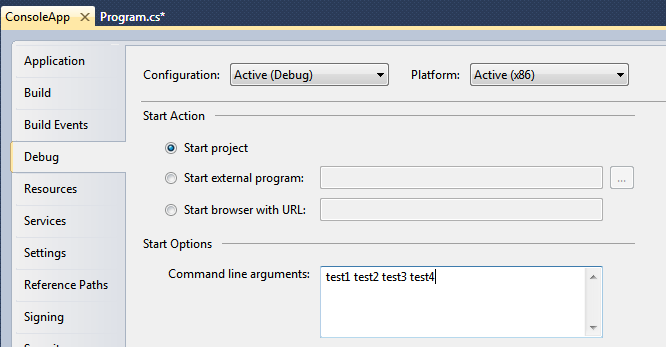 ConsoleApp Program.cs*
Application
Configuration: Active (Debug) Platform: Active (x86)
Build
Build Events
Start Action
Debug
Start project
Resources
Start external program: ...
Services
Start browser with URL:
Settings
Start Options
Reference Paths
Command line arguments: test1 test2 test3 test4
Signing